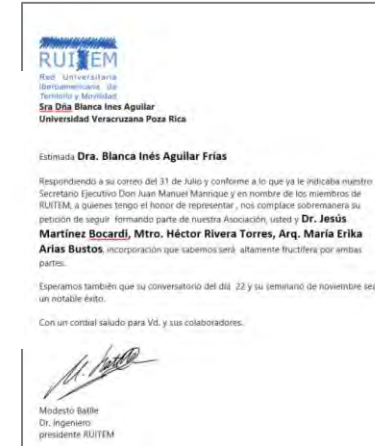 RUITEM
Red Universitaria
Iberoamericana de
Territorio y Movilidad
Sra Dña Blanca Ines Aguilar
Universidad Veracruzana Poza Rica
Estimada Dra. Blanca Inés Aguilar Frías
Respondiendo a su correo del 31 de Julio y conforme a lo que ya le indicaba nuestro
Secretario Ejecutivo Don Juan Manuel Manrique y en nombre de los miembros de
RUITEM, a quienes tengo el honor de representar , nos complace sobremanera su
petición de seguir formando parte de nuestra Asociación, usted y Dr. Jesús
Martínez Bocardi, Mtro. Héctor Rivera Torres, Arq. María Erika
Arias Bustos, incorporación que sabemos será altamente fructífera por ambas
partes.
Esperamos también que su conversatorio del día 22 y su seminario de noviembre sea
un notable éxito.
Con un cordial saludo para Vd. y sus colaboradores.
Modesto Batlle
Dr. Ingeniero
presidente RUITEM